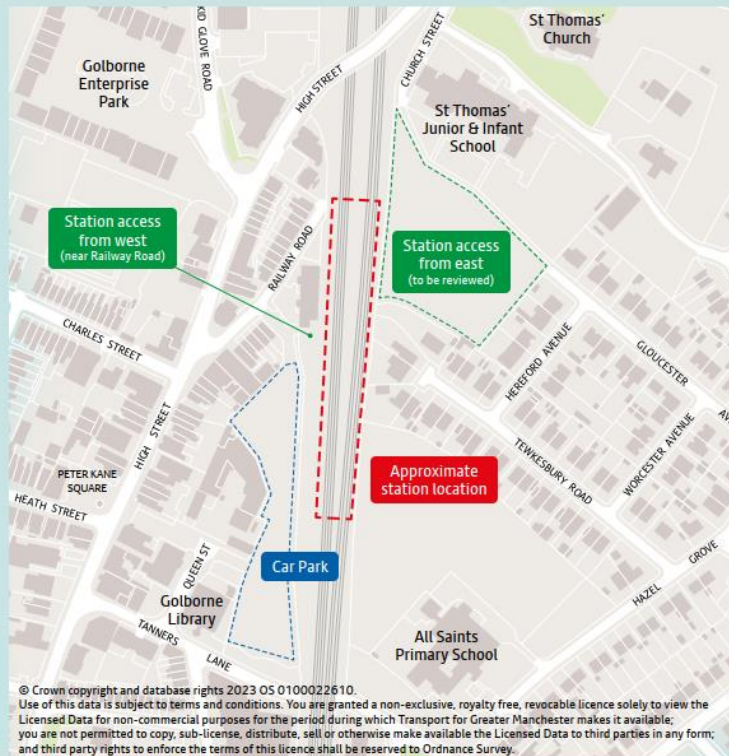 St Thomas'
Church
KID GLOVE ROAD
Golborne
Enterprise
Park
HIGH STREET
CHURCH STREET
St Thomas'
Junior & Infant
School
Station access
from west
(near Railway Road)
Station access
from east
(to be reviewed)
RAILWAY ROAD
CHARLES STREET
HEREFORD AVENUE
GLOUCESTER
AV
HIGH STREET
WORCESTER AVENUE
TEWKESBURY ROAD
PETER KANE
SQUARE
HEATH STREET
Approximate
station location
Car Park
QUEEN ST
Golborne
Library
TANNERS
LANE
HAZEL
GROVE
All Saints
Primary School
© Crown copyright and database rights 2023 OS 0100022610.
Use of this data is subject to terms and conditions. You are granted a non-exclusive, royalty free, revocable licence solely to view the
Licensed Data for non-commercial purposes for the period during which Transport for Greater Manchester makes it available;
you are not permitted to copy, sub-license, distribute, sell or otherwise make available the Licensed Data to third parties in any form;
and third party rights to enforce the terms of this licence shall be reserved to Ordnance Survey.